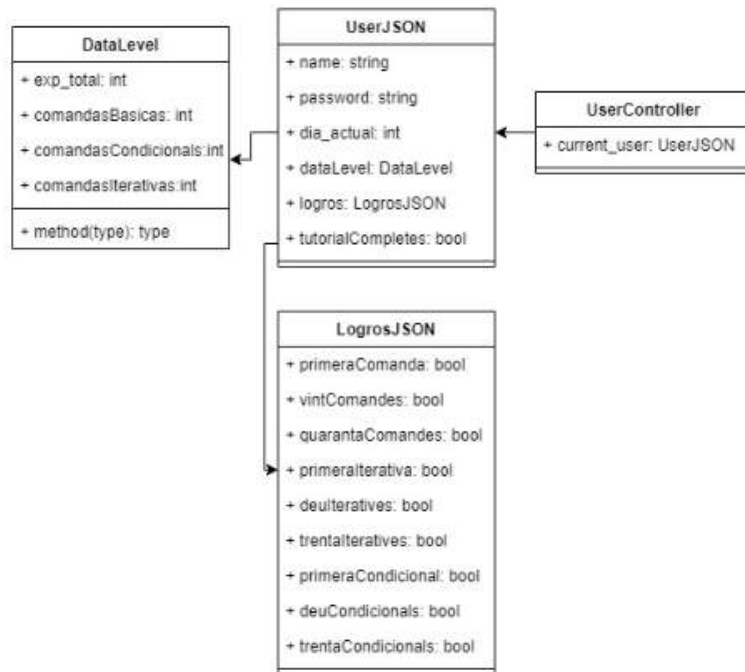 DataLevel
+ exp_total: int
+ comandasBasicas: int
+ comandasCondicionals:int
+ comandasIterativas:int
+ method(type): type
UserJSON
+ name: string
+ password: string
+ dia_actual: int
+ dataLevel: DataLevel
+ logros: LogrosJSON
+ tutorialCompletes: bool
UserController
+ current_user: UserJSON
LogrosJSON
+ primeraComanda: bool
+ vintComandes: bool
+ quarantaComandes: bool
+ primeraIterativa: bool
+ deuIteratives: bool
+ trentaIteratives: bool
+ primeraCondicional: bool
+ deuCondicionals: bool
+ trentaCondicionals: bool